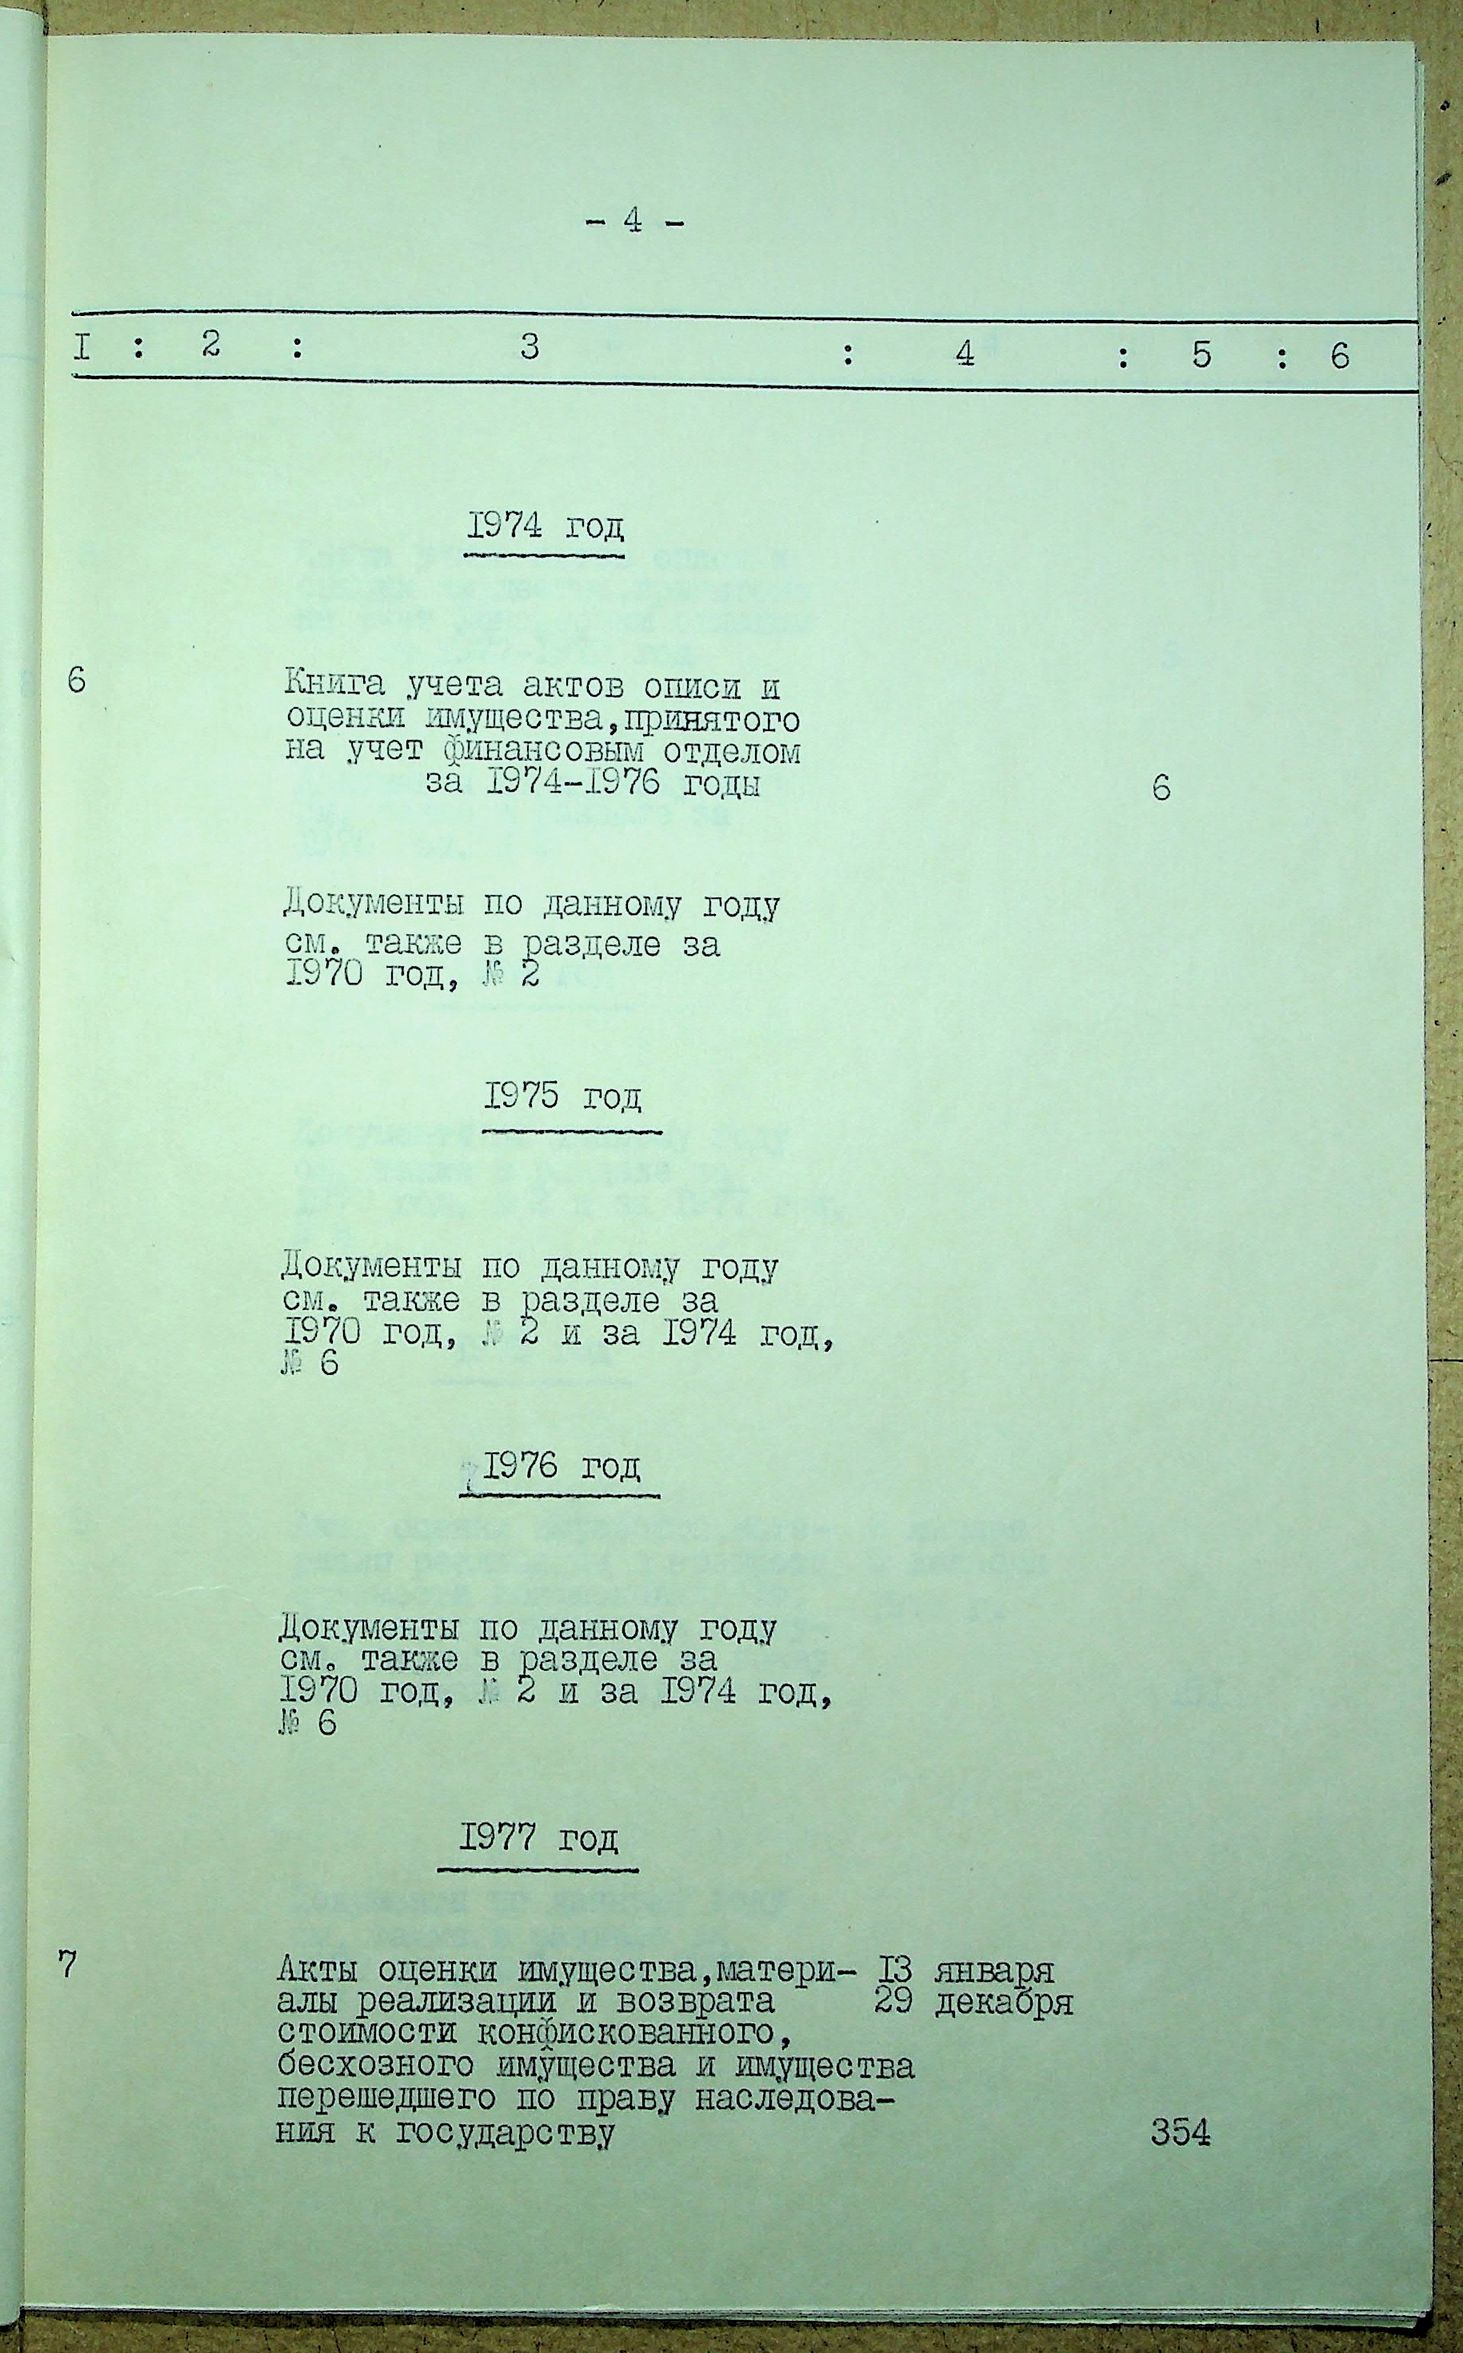 - 4 -
I : 2 : 3 : 4 : 5 : 6
1974 год
6 Книга учета актов описи и
оценки имущества,принятого
на учет финансовым отделом
за 1974-1976 годы 6
Документы по данному году
см. также в разделе за
1970 год, № 2
1975 год
Документы по данному году
см. также в разделе за
1970 год, № 2 и за 1974 год,
№ 6
1976 год
Документы по данному году
см. также в разделе за
1970 год, № 2 и за 1974 год,
№ 6
1977 год
7 Акты оценки имущества,матери- 13 января
алы реализации и возврата 29 декабря
стоимости конфискованного,
бесхозного имущества и имущества
перешедшего по праву наследова-
ния к государству 354